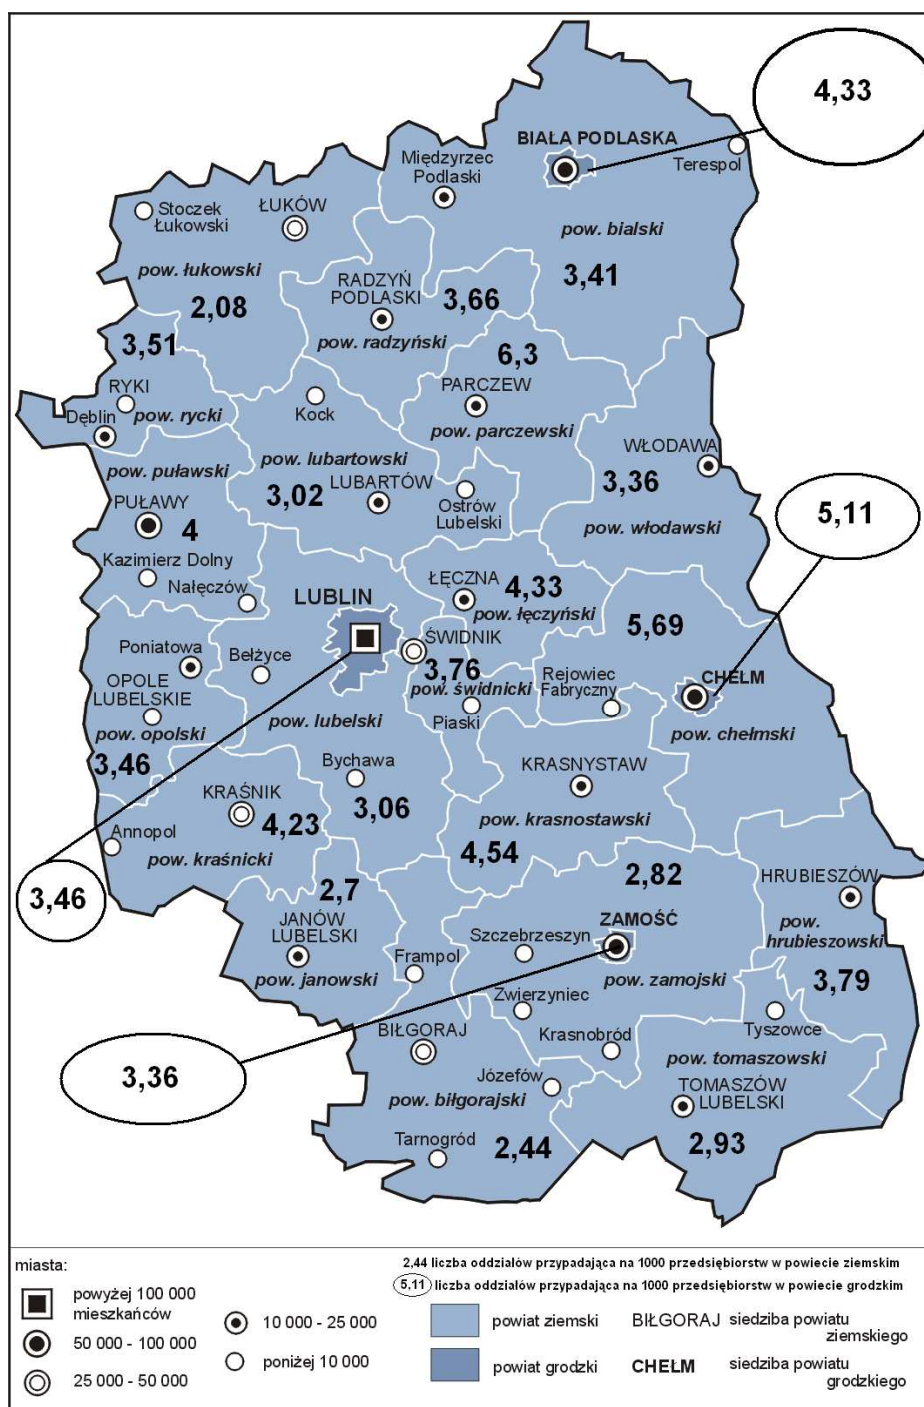 4,33
BIAŁA PODLASKA
Terespol
Międzyrzec
Podlaski
Stoczek
Łukowski
ŁUKÓW
pow. bialski
pow. łukowski
3,41
RADZYŃ
PODLASKI
3,66
2,08
pow. radzyński
3,51
6,3
RYKI
PARCZEW
Kock
pow. rycki
Dęblin
pow. parczewski
WŁODAWA
pow. lubartowski
pow. puławski
3,36
3,02
LUBARTÓW
Ostrów
Lubelski
PUŁAWY
4
pow. włodawski
5,11
Kazimierz Dolny
Nałęczów
ŁĘCZNA
4,33
LUBLIN
pow. łęczyński
5,69
ŚWIDNIK
Poniatowa
Bełżyce
3,76
Rejowiec
Fabryczny
CHEŁM
OPOLE
LUBELSKIE
pow. świdnicki
Piaski
pow. opolski
pow. lubelski
pow. chełmski
3,46
Bychawa
KRASNYSTAW
KRAŚNIK
3,06
4,23
pow. krasnostawski
Annopol
pow. kraśnicki
4,54
2,82
HRUBIESZÓW
3,46
2,7
JANÓW
LUBELSKI
ZAMOŚĆ
pow.
hrubieszowski
Szczebrzeszyn
Frampol
pow. janowski
pow. zamojski
3,79
Zwierzyniec
Tyszowce
BIŁGORAJ
Krasnobród
3,36
pow. tomaszowski
Józefów
TOMASZÓW
LUBELSKI
pow. biłgorajski
Tarnogród
2,44
2,93
miasta:
powyżej 100 000
mieszkańców
50 000 - 100 000
25 000 - 50 000
10 000 - 25 000
poniżej 10 000
2,44 liczba oddziałów przypadająca na 1000 przedsiębiorstw w powiecie ziemskim
5,11 liczba oddziałów przypadająca na 1000 przedsiębiorstw w powiecie grodzkim
powiat ziemski
BIŁGORAJ siedziba powiatu
ziemskiego
powiat grodzki
CHEŁM siedziba powiatu
grodzkiego